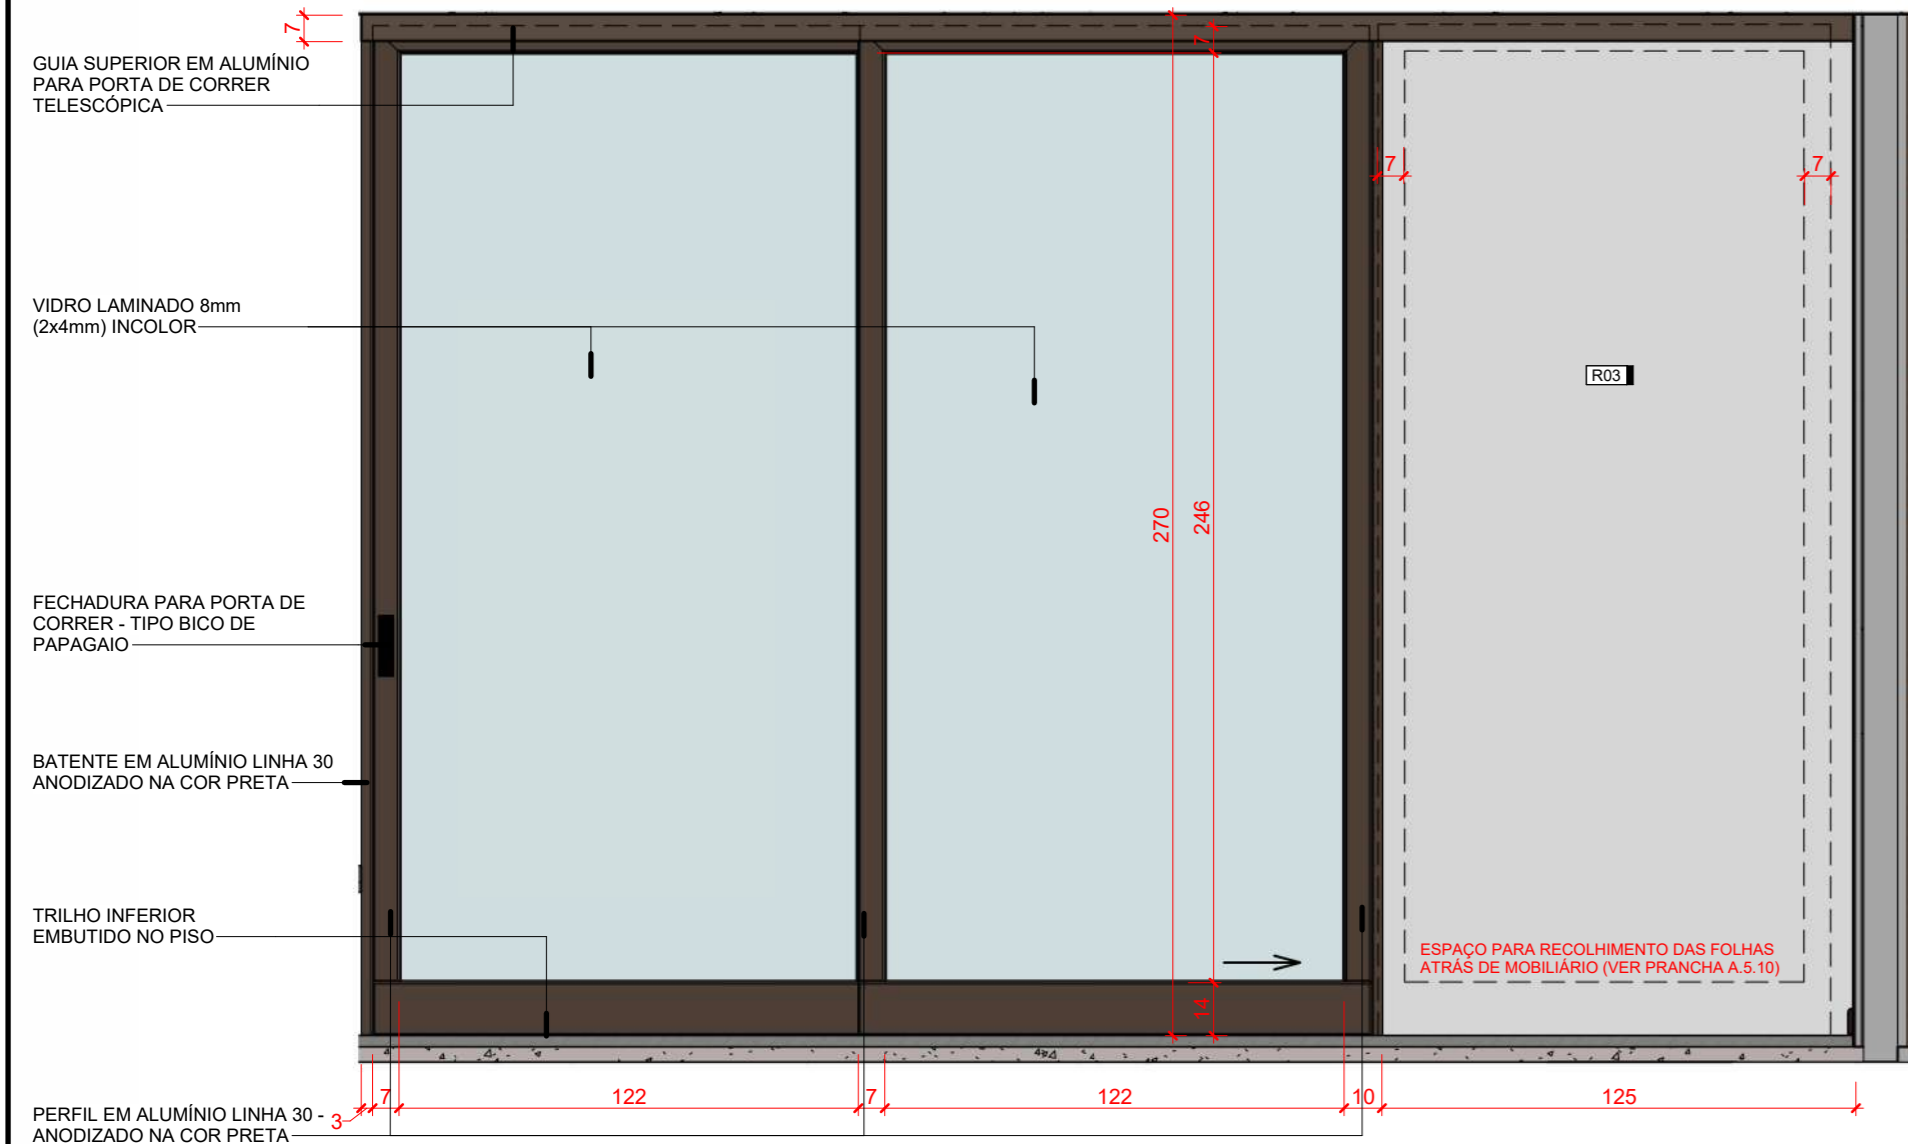 7
GUIA SUPERIOR EM ALUMÍNIO
PARA PORTA DE CORRER
TELESCÓPICA
7
7
7
VIDRO LAMINADO 8mm
(2x4mm) INCOLOR
R03
270
246
FECHADURA PARA PORTA DE
CORRER - TIPO BICO DE
PAPAGAIO
BATENTE EM ALUMÍNIO LINHA 30
ANODIZADO NA COR PRETA
TRILHO INFERIOR
EMBUTIDO NO PISO
ESPAÇO PARA RECOLHIMENTO DAS FOLHAS
ATRÁS DE MOBILIÁRIO (VER PRANCHA A.5.10)
14
PERFIL EM ALUMÍNIO LINHA 30 -
ANODIZADO NA COR PRETA
3 7 122 7 122 10 125